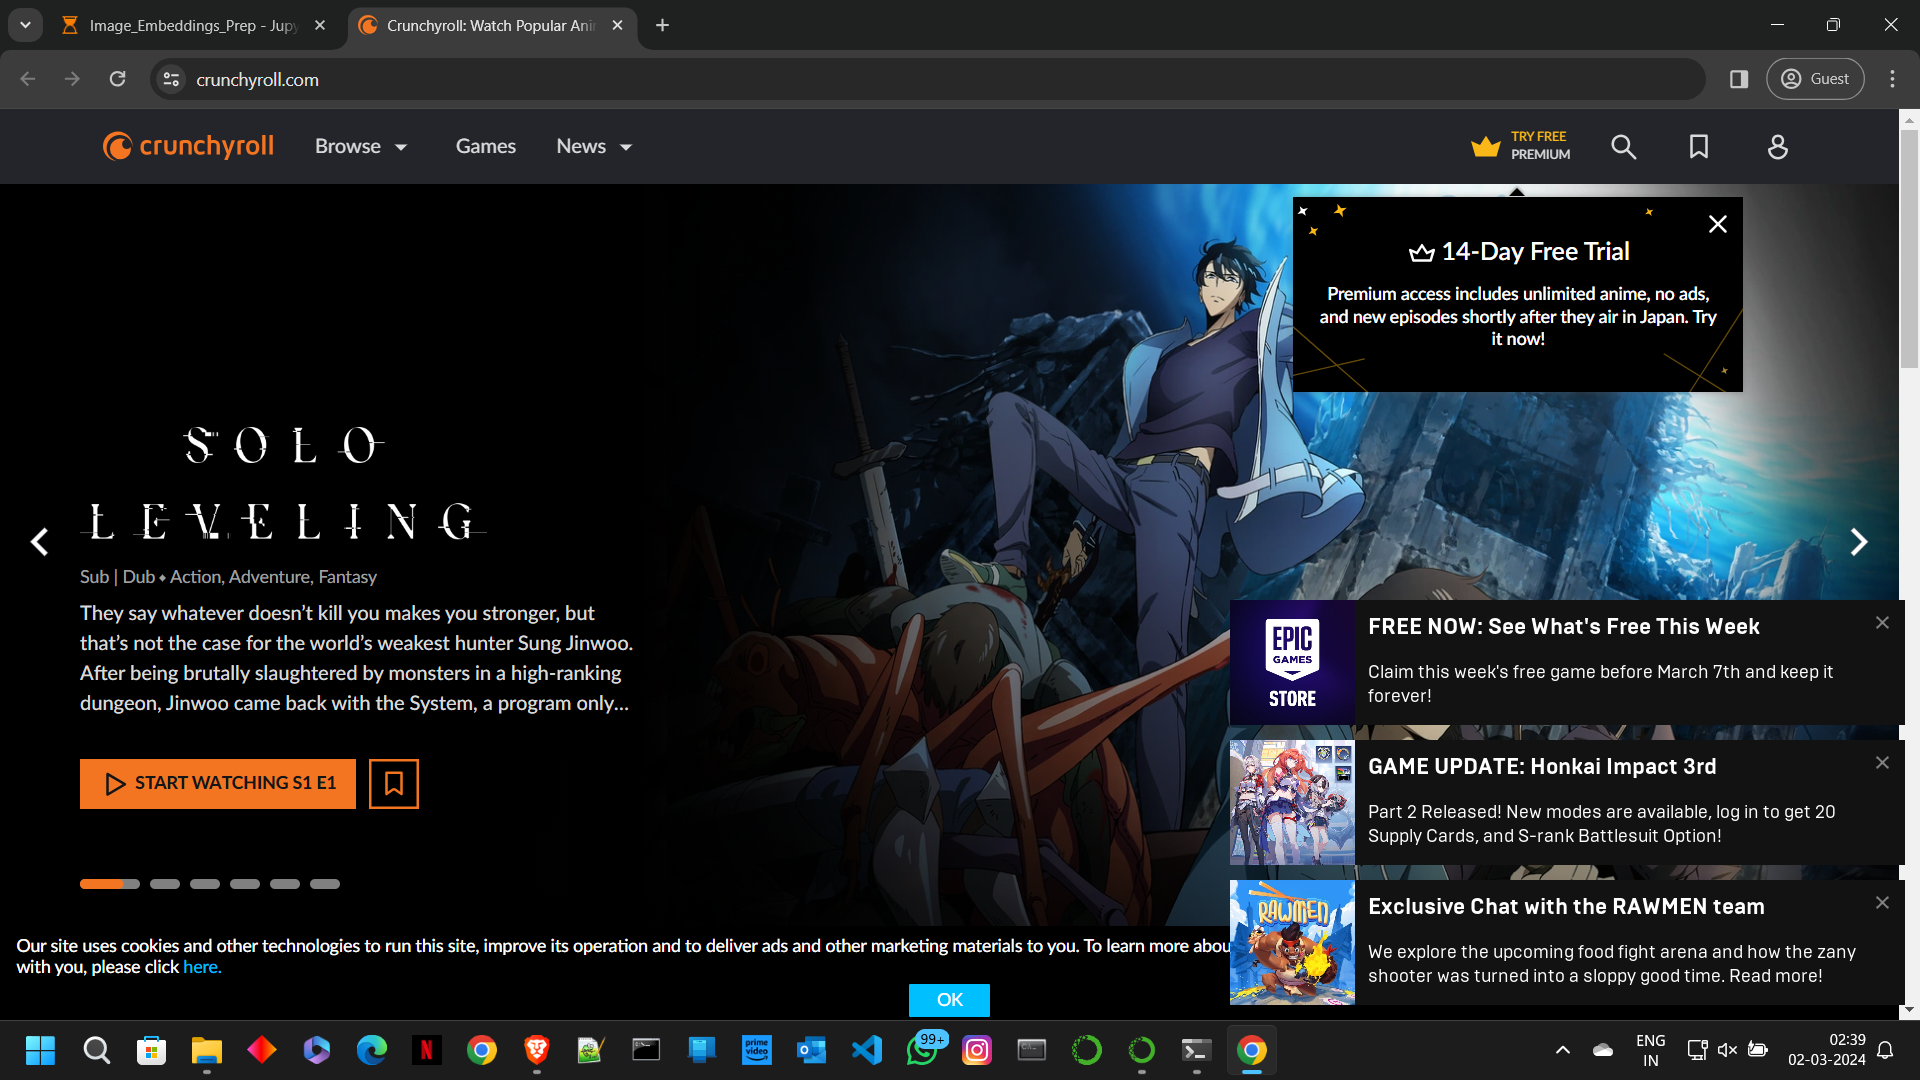 Image_Embeddings_Prep - Jupy
Crunchyroll: Watch Popular Ani
crunchyroll.com
Guest
crunchyroll
Browse
Games
News
TRY FREE
PREMIUM
14-Day Free Trial
Premium access includes unlimited anime, no ads,
and new episodes shortly after they air in Japan. Try
it now!
SOLO
LEVELING
Sub | Dub ♦ Action, Adventure, Fantasy
They say whatever doesn’t kill you makes you stronger, but
that’s not the case for the world’s weakest hunter Sung Jinwoo.
After being brutally slaughtered by monsters in a high-ranking
dungeon, Jinwoo came back with the System, a program only...
START WATCHING S1 E1
EPIC
GAMES
STORE
FREE NOW: See What's Free This Week
Claim this week's free game before March 7th and keep it
forever!
GAME UPDATE: Honkai Impact 3rd
Part 2 Released! New modes are available, log in to get 20
Supply Cards, and S-rank Battlesuit Option!
RAWMEN
Exclusive Chat with the RAWMEN team
We explore the upcoming food fight arena and how the zany
shooter was turned into a sloppy good time. Read more!
Our site uses cookies and other technologies to run this site, improve its operation and to deliver ads and other marketing materials to you. To learn more abou
with you, please click here.
OK
N
prime
video
99+
ENG
IN
02:39
02-03-2024